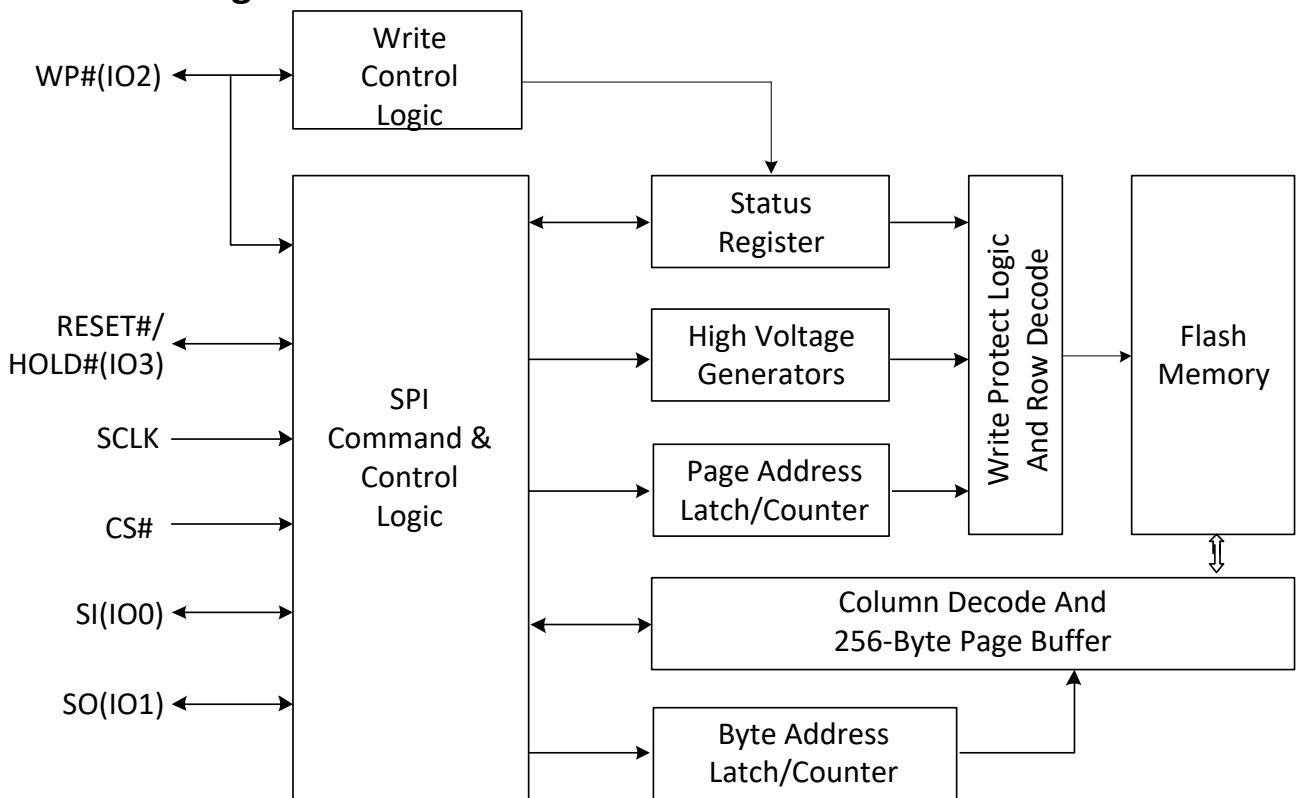 WP#(IO2)
Write
Control
Logic
Status
Register
RESET#/
HOLD#(IO3)
High Voltage
Generators
SCLK
SPI
Command &
Control
Logic
Page Address
Latch/Counter
Write Protect Logic
And Row Decode
Flash
Memory
CS#
SI(IO0)
Column Decode And
256-Byte Page Buffer
SO(IO1)
Byte Address
Latch/Counter